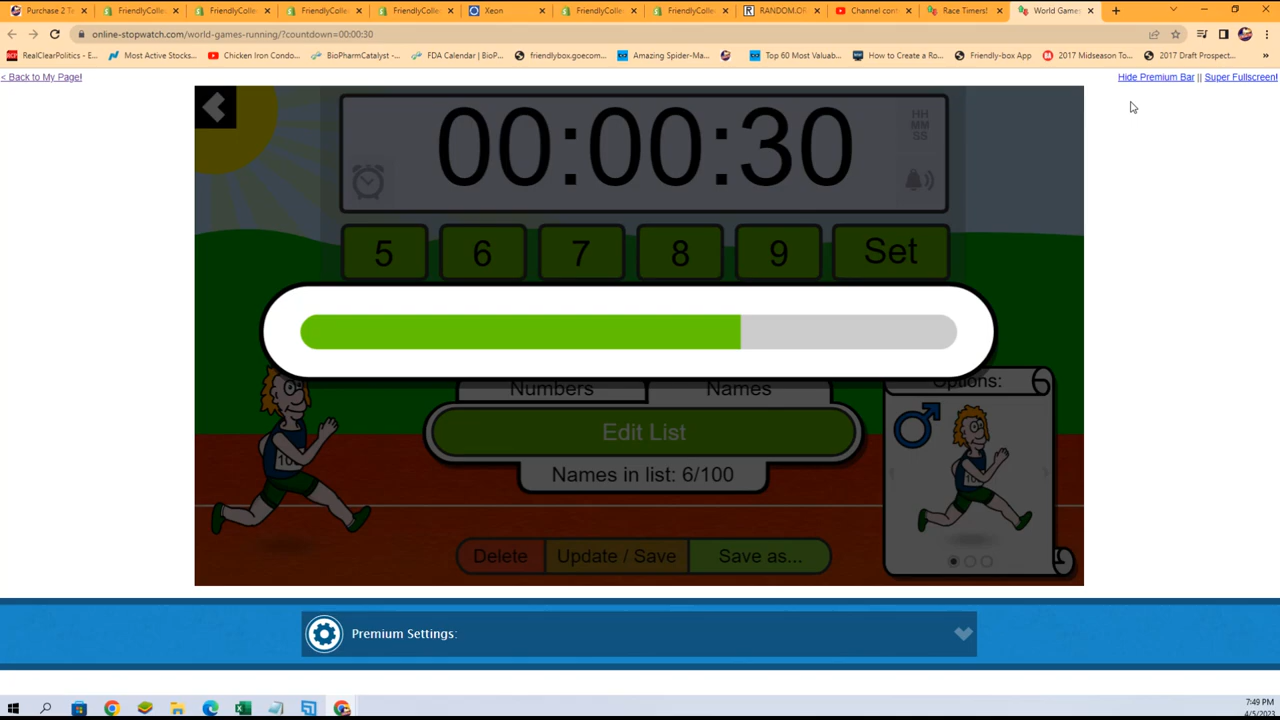 Purchase 2 Te
FriendlyColle
FriendlyColle
FriendlyColle
FriendlyColle
Xeon
FriendlyColle
FriendlyColle
RANDOM.OR
Channel cont
Race Timers!
World Games
online-stopwatch.com/world-games-running/?countdown=00:00:30
RealClearPolitics - E...
Most Active Stocks...
Chicken Iron Condo...
BioPharmCatalyst -...
FDA Calendar | BioP...
friendlybox.goecom...
Amazing Spider-Ma...
Top 60 Most Valuab...
How to Create a Ro...
Friendly-box App
2017 Midseason To...
2017 Draft Prospect...
»
< Back to My Page!
Hide Premium Bar || Super Fullscreen!
00:00:30
HH
MM
SS
5 6 7 8 9 Set
Numbers Names
Options:
Edit List
Names in list: 6/100
Delete Update / Save Save as...
Premium Settings:
7:49 PM
4/5/2023